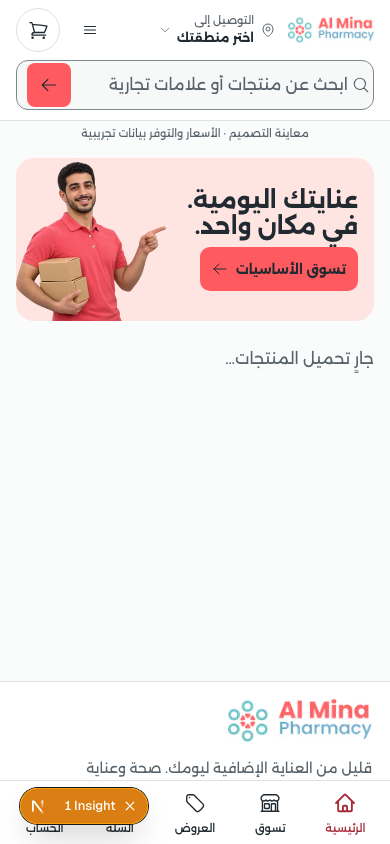 Al Mina
Pharmacy
التوصيل إلى
اختر منطقتك
ابحث عن منتجات أو علامات تجارية
معاينة التصميم · الأسعار والتوفر بيانات تجريبية
عنايتك اليومية.
في مكان واحد.
تسوق الأساسيات
جارٍ تحميل المنتجات...
Al Mina
Pharmacy
قليل من العناية الإضافية ليومك. صحة وعناية
الرئيسية
تسوق
العروض
السلة
الحساب
1 Insight